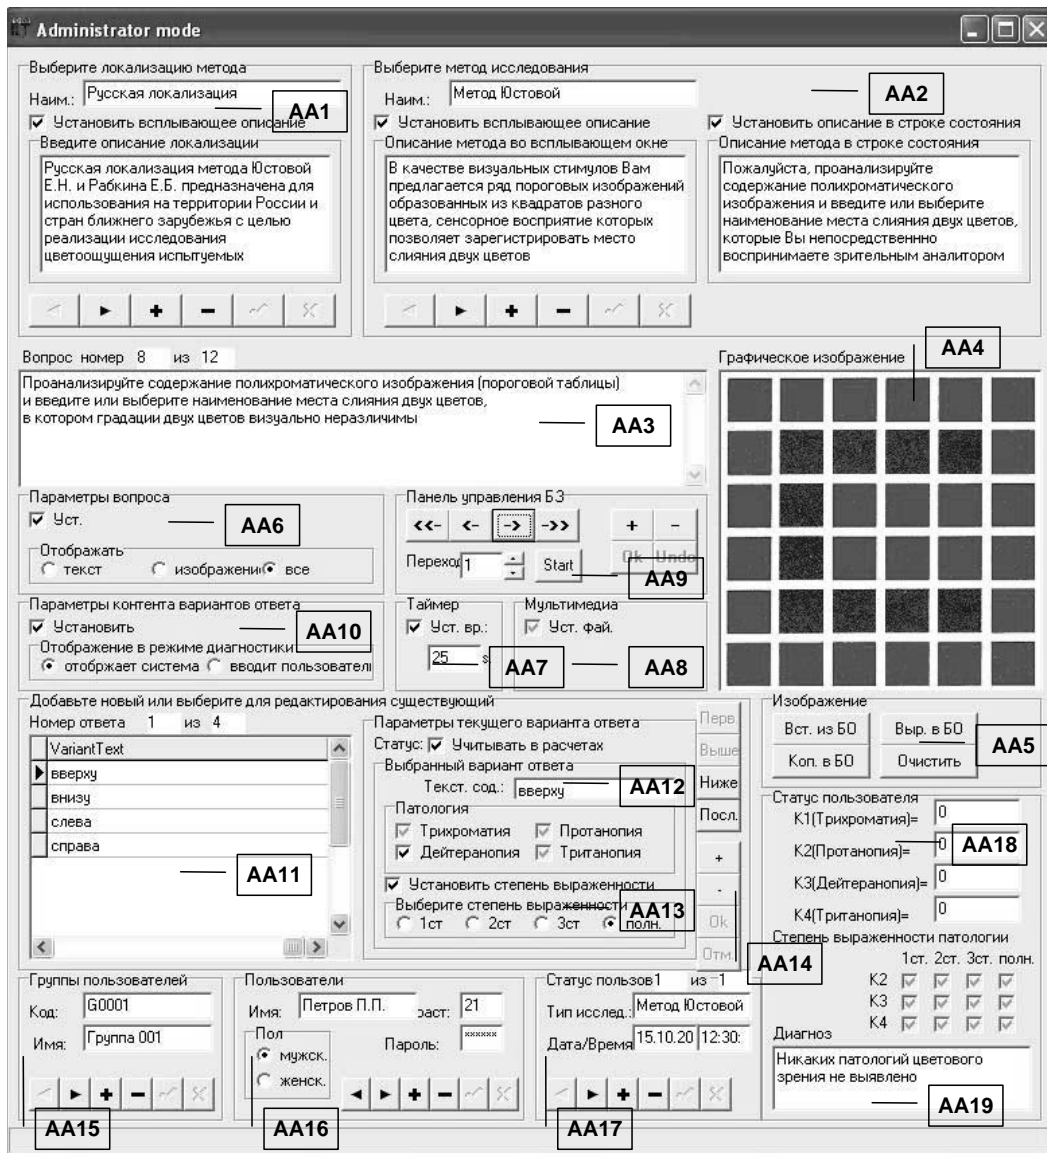 Administrator mode
Выберите локализацию метода
Наим.: Русская локализация
AA1
Установить всплывающее описание
Введите описание локализации
Русская локализация метода Юстовой
Е.Н. и Рабкина Е.Б. предназначена для
использования на территории России и
стран ближнего зарубежья с целью
реализации исследования
цветоощущения испытуемых
Выберите метод исследования
Наим.: Метод Юстовой
AA2
Установить всплывающее описание
Описание метода во всплывающем окне
В качестве визуальных стимулов Вам
предлагается ряд пороговых изображений
образованных из квадратов разного
цвета, сенсорное восприятие которых
позволяет зарегистрировать место
слияния двух цветов
Установить описание в строке состояния
Описание метода в строке состояния
Пожалуйста, проанализируйте
содержание полихроматического
изображения и введите или выберите
наименование места слияния двух цветов,
которые Вы непосредственнно
воспринимаете зрительным аналитором
Вопрос номер 8 из 12
Проанализируйте содержание полихроматического изображения (пороговой таблицы)
и введите или выберите наименование места слияния двух цветов,
в котором градации двух цветов визуально неразличимы
AA3
Графическое изображение
AA4
Параметры вопроса
Уст.
AA6
Отображать
текст изображени все
Панель управления БЗ
<<- <- -> ->> + -
Переход 1 Start Ok Undo
AA9
Параметры контента вариантов ответа
Установить
AA10
Отображение в режиме диагностики
отобржает система вводит пользовател
Таймер
Уст. вр.:
25 s.
AA7
Мультимедиа
Уст. фай.
AA8
Добавьте новый или выберите для редактирования существующий
Номер ответа 1 из 4
VariantText
вверху
внизу
слева
справа
AA11
Параметры текущего варианта ответа
Статус: Учитывать в расчетах
Выбранный вариант ответа
Текст. сод.: вверху
AA12
Патология
Трихроматия Протанопия
Дейтеранопия Тританопия
Установить степень выраженности
Выберите степень выраженности
AA13
1ст 2ст 3ст полн.
Перв.
Выше
Ниже
Посл.
+
-
Ok
Отм.
AA14
Изображение
Вст. из БО Выр. в БО
Коп. в БО Очистить
AA5
Статус пользователя
K1(Трихроматия)= 0
K2(Протанопия)= 0
AA18
K3(Дейтеранопия)= 0
K4(Тританопия)= 0
Степень выраженности патологии
1ст. 2ст. 3ст. полн.
K2
K3
K4
Диагноз
Никаких патологий цветового
зрения не выявлено
AA19
Группы пользователей
Код: G0001
Имя: Группа 001
AA15
Пользователи
Имя: Петров П.П. раст: 21
Пол
мужск.
женск.
Пароль: xxxxxx
AA16
Статус пользов 1 из 1
Тип исслед.: Метод Юстовой
Дата/Время 15.10.20 12:30:
AA17